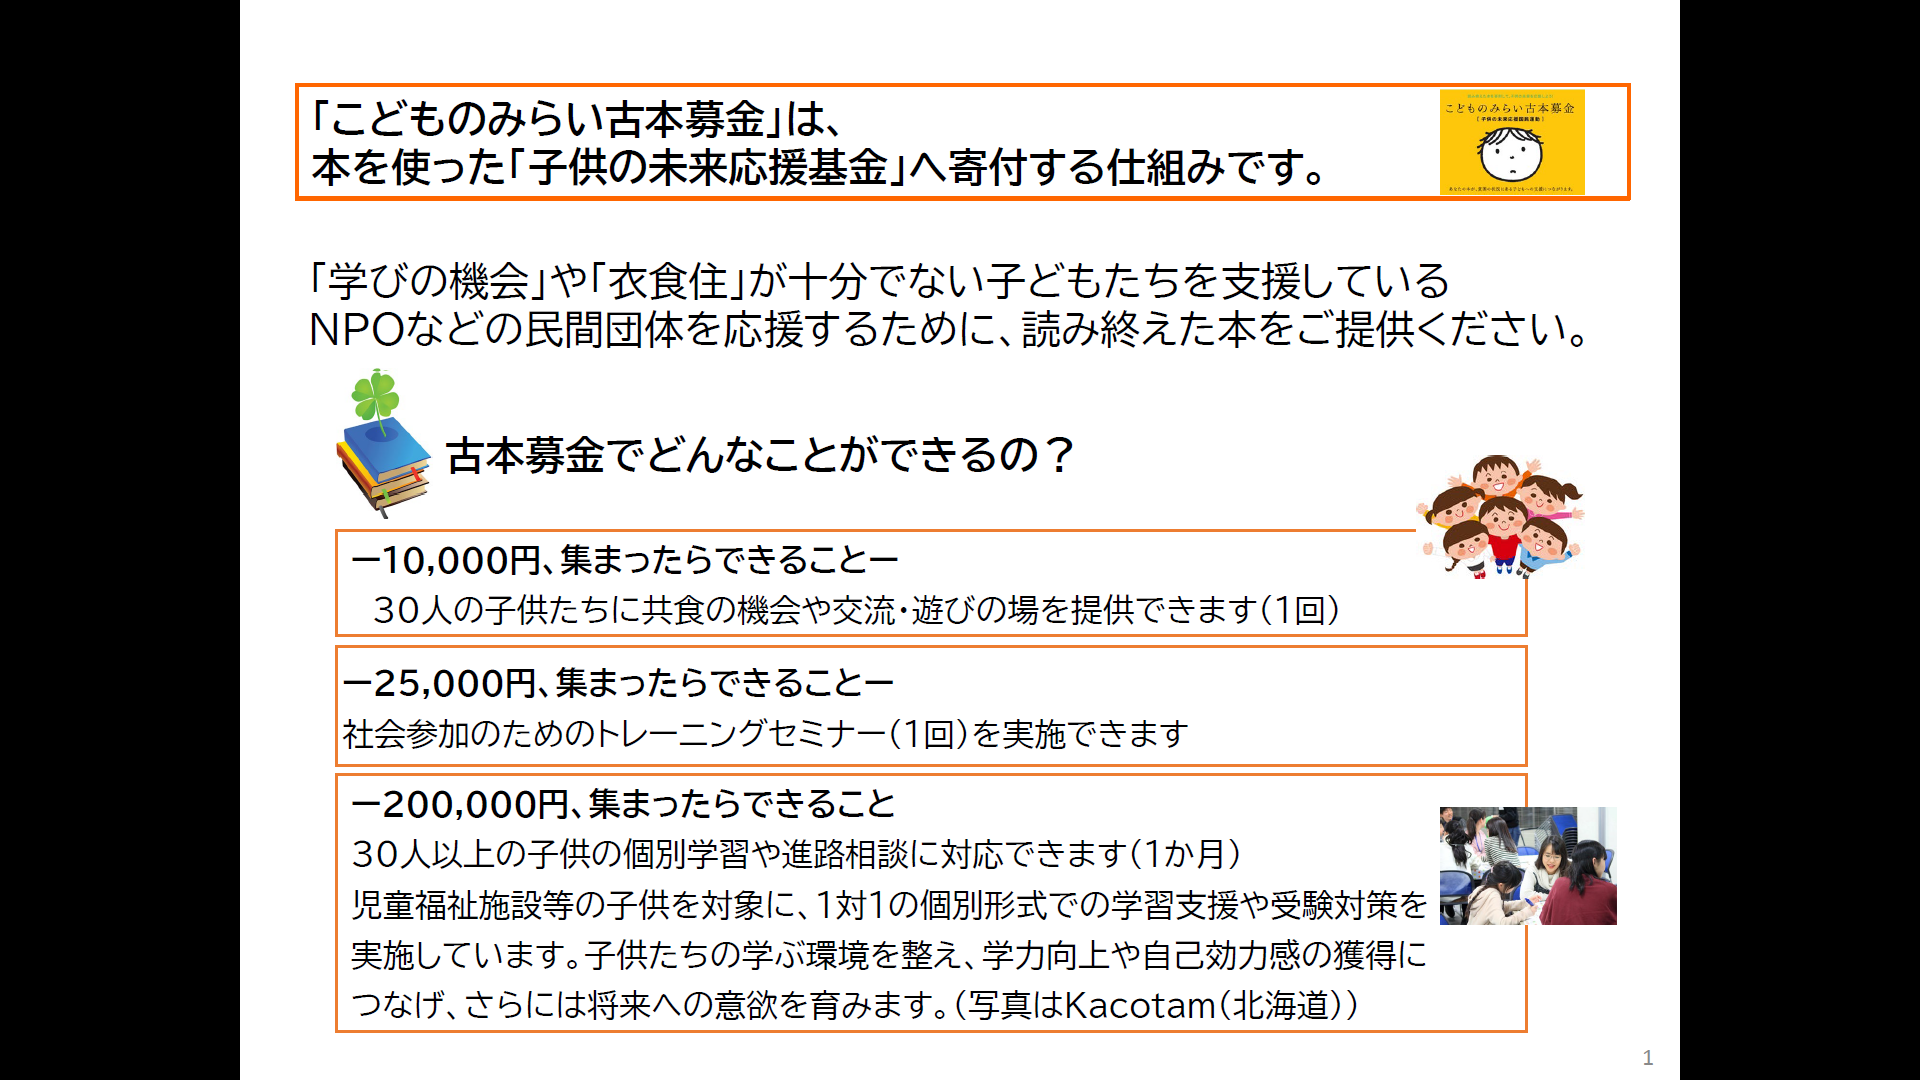 「こどものみらい古本募金」は、
本を使った「子供の未来応援基金」へ寄付する仕組みです。
こどものみらい古本募金
[ 子供の未来応援国民運動 ]
「学びの機会」や「衣食住」が十分でない子どもたちを支援している
NPOなどの民間団体を応援するために、読み終えた本をご提供ください。
古本募金でどんなことができるの？
ー10,000円、集まったらできることー
30人の子供たちに共食の機会や交流・遊びの場を提供できます（1回）
ー25,000円、集まったらできることー
社会参加のためのトレーニングセミナー（1回）を実施できます
ー200,000円、集まったらできること
30人以上の子供の個別学習や進路相談に対応できます（1か月）
児童福祉施設等の子供を対象に、1対1の個別形式での学習支援や受験対策を
実施しています。子供たちの学ぶ環境を整え、学力向上や自己効力感の獲得に
つなげ、さらには将来への意欲を育みます。（写真はKacotam（北海道））
1